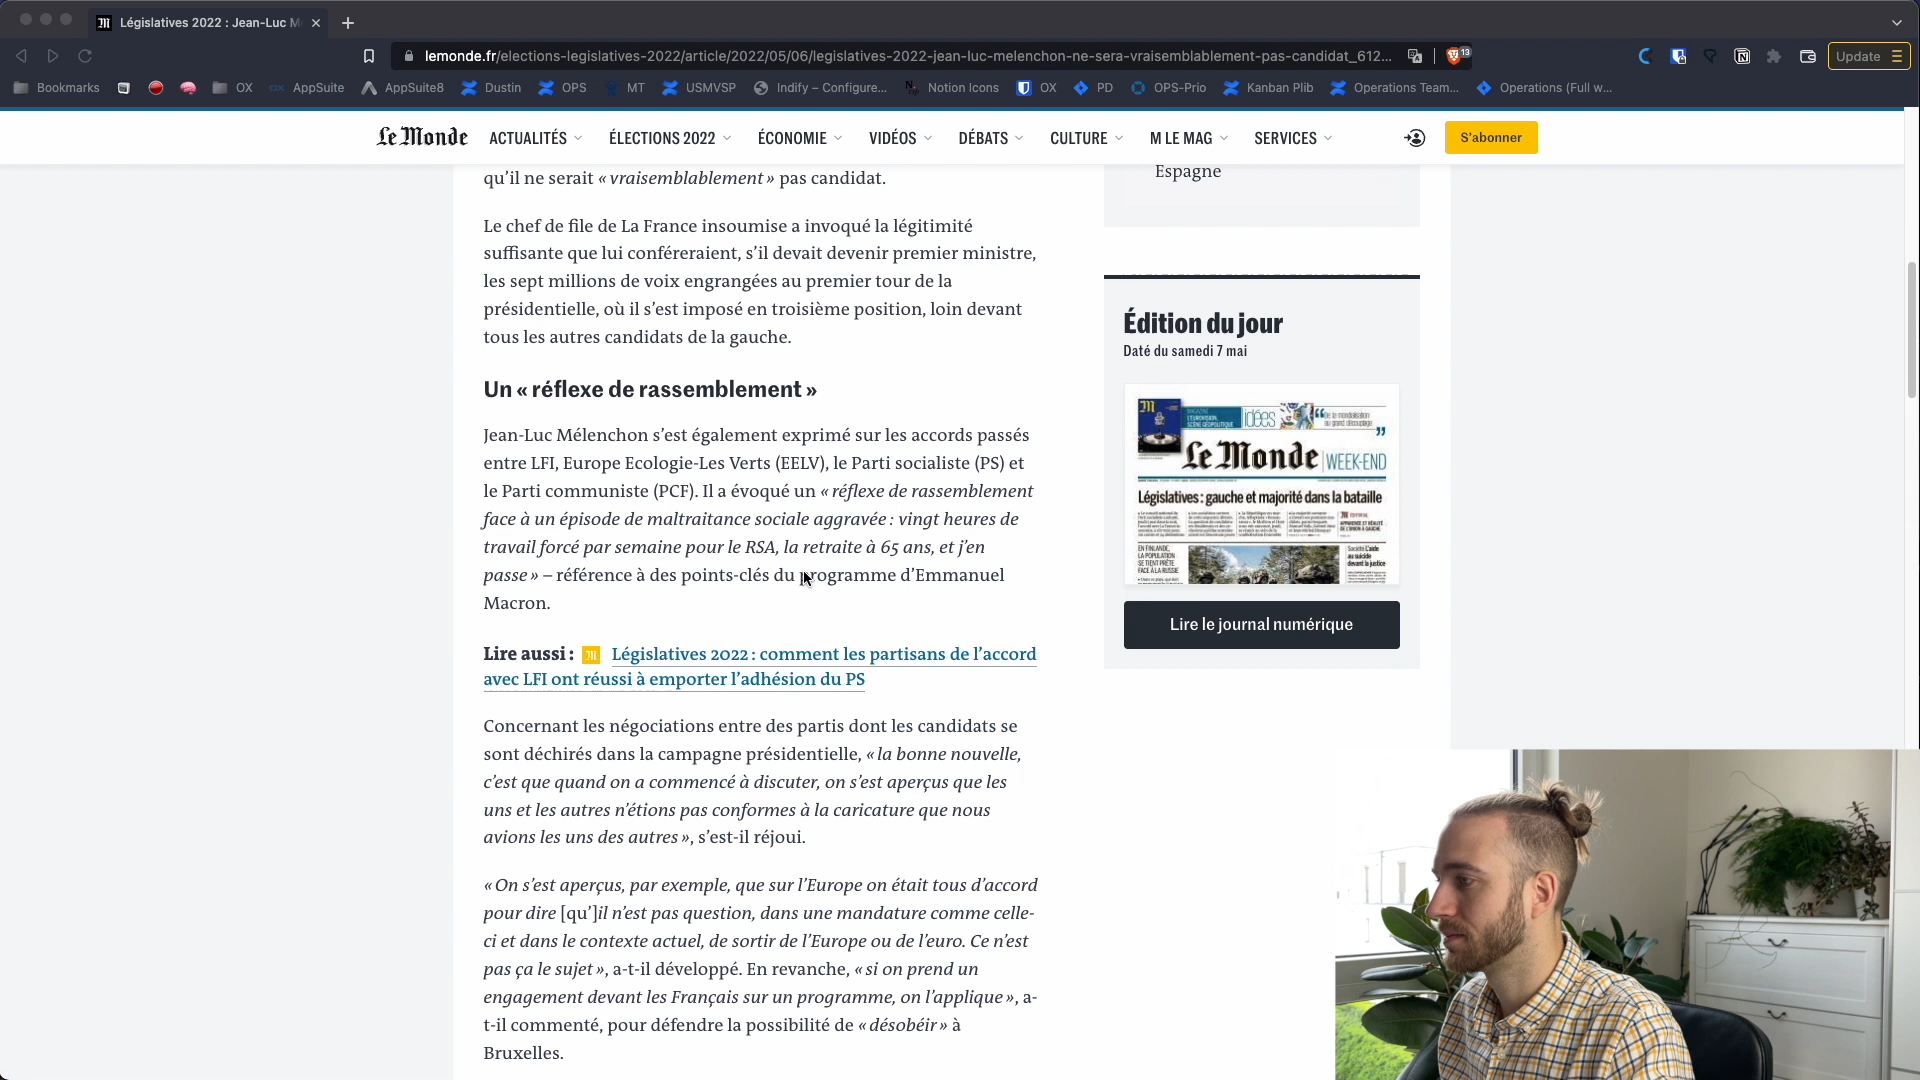 Législatives 2022 : Jean-Luc M
lemonde.fr/elections-legislatives-2022/article/2022/05/06/legislatives-2022-jean-luc-melenchon-ne-sera-vraisemblablement-pas-candidat_612...
13
Update
Bookmarks
OX
AppSuite
AppSuite8
Dustin
OPS
MT
USMVSP
Indify – Configure...
Notion Icons
OX
PD
OPS-Prio
Kanban Plib
Operations Team...
Operations (Full w...
Le Monde
ACTUALITÉS
ÉLECTIONS 2022
ÉCONOMIE
VIDÉOS
DÉBATS
CULTURE
M LE MAG
SERVICES
S'abonner
qu’il ne serait « vraisemblablement » pas candidat.
Le chef de file de La France insoumise a invoqué la légitimité
suffisante que lui conféreraient, s’il devait devenir premier ministre,
les sept millions de voix engrangées au premier tour de la
présidentielle, où il s’est imposé en troisième position, loin devant
tous les autres candidats de la gauche.
Un « réflexe de rassemblement »
Jean-Luc Mélenchon s’est également exprimé sur les accords passés
entre LFI, Europe Ecologie-Les Verts (EELV), le Parti socialiste (PS) et
le Parti communiste (PCF). Il a évoqué un « réflexe de rassemblement
face à un épisode de maltraitance sociale aggravée : vingt heures de
travail forcé par semaine pour le RSA, la retraite à 65 ans, et j’en
passe » – référence à des points-clés du programme d’Emmanuel
Macron.
Lire aussi : Législatives 2022 : comment les partisans de l’accord
avec LFI ont réussi à emporter l’adhésion du PS
Concernant les négociations entre des partis dont les candidats se
sont déchirés dans la campagne présidentielle, « la bonne nouvelle,
c’est que quand on a commencé à discuter, on s’est aperçus que les
uns et les autres n’étions pas conformes à la caricature que nous
avions les uns des autres », s’est-il réjoui.
« On s’est aperçus, par exemple, que sur l’Europe on était tous d’accord
pour dire [qu’]il n’est pas question, dans une mandature comme celle-
ci et dans le contexte actuel, de sortir de l’Europe ou de l’euro. Ce n’est
pas ça le sujet », a-t-il développé. En revanche, « si on prend un
engagement devant les Français sur un programme, on l’applique », a-
t-il commenté, pour défendre la possibilité de « désobéir » à
Bruxelles.
Espagne
Édition du jour
Daté du samedi 7 mai
idées
Le Monde WEEK-END
Législatives : gauche et majorité dans la bataille
EN FINLANDE,
LA POPULATION
SE TIENT PRÊTE
FACE À LA RUSSIE
Lire le journal numérique